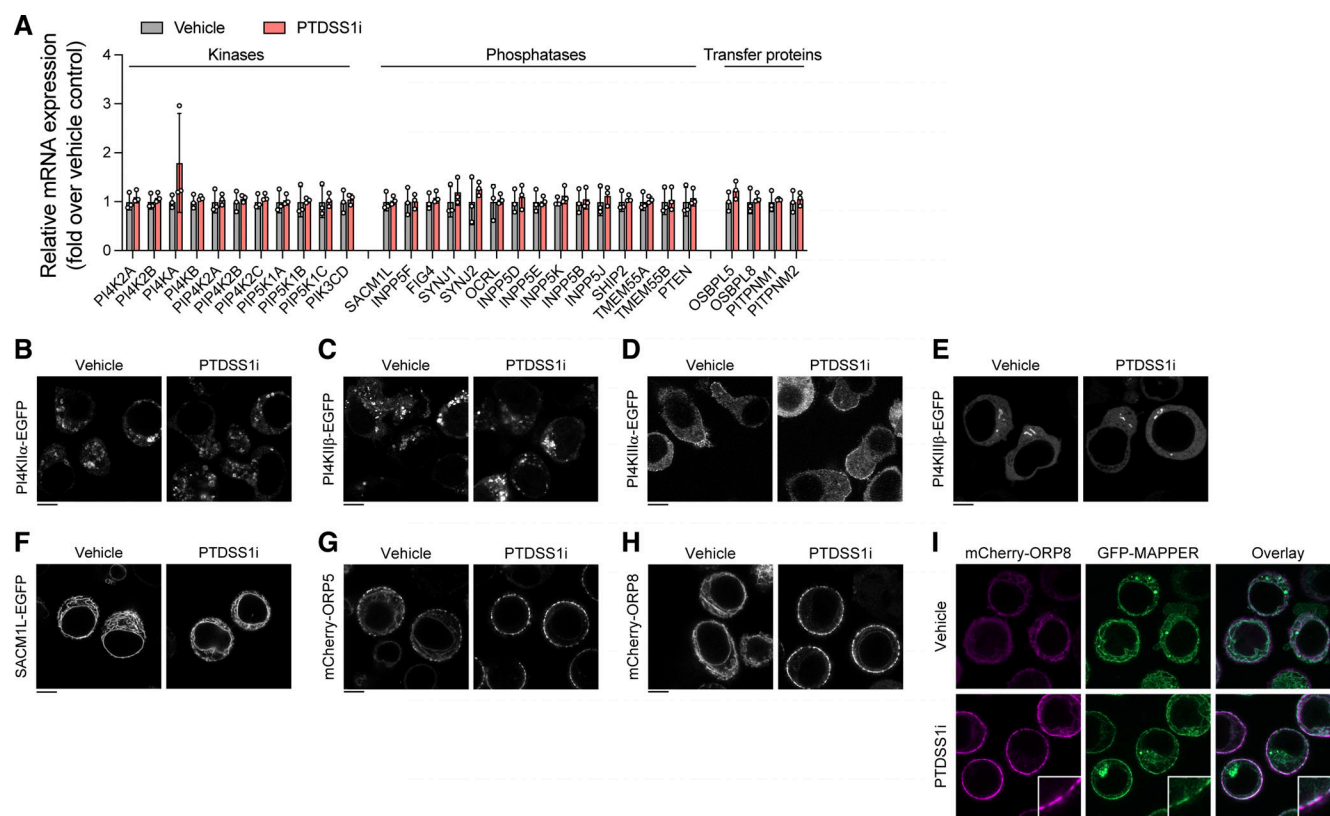 A
Vehicle
PTDSS1i
Relative mRNA expression
(fold over vehicle control)
4
3
2
1
0
Kinases
Phosphatases
Transfer proteins
PI4K2A
PI4K2B
PI4KA
PI4KB
PIP4K2A
PIP4K2B
PIP4K2C
PIP5K1A
PIP5K1B
PIP5K1C
PIK3CD
SACM1L
INPP5F
FIG4
SYNJ1
SYNJ2
OCRL
INPP5D
INPP5E
INPP5K
INPP5B
INPP5J
SHIP2
TMEM55A
TMEM55B
PTEN
OSBPL5
OSBPL8
PITPNM1
PITPNM2
B
Vehicle
PTDSS1i
PI4KIIα-EGFP
C
Vehicle
PTDSS1i
PI4KIIβ-EGFP
D
Vehicle
PTDSS1i
PI4KIIIα-EGFP
E
Vehicle
PTDSS1i
PI4KIIIβ-EGFP
F
Vehicle
PTDSS1i
SACM1L-EGFP
G
Vehicle
PTDSS1i
mCherry-ORP5
H
Vehicle
PTDSS1i
mCherry-ORP8
I
mCherry-ORP8
GFP-MAPPER
Overlay
Vehicle
PTDSS1i